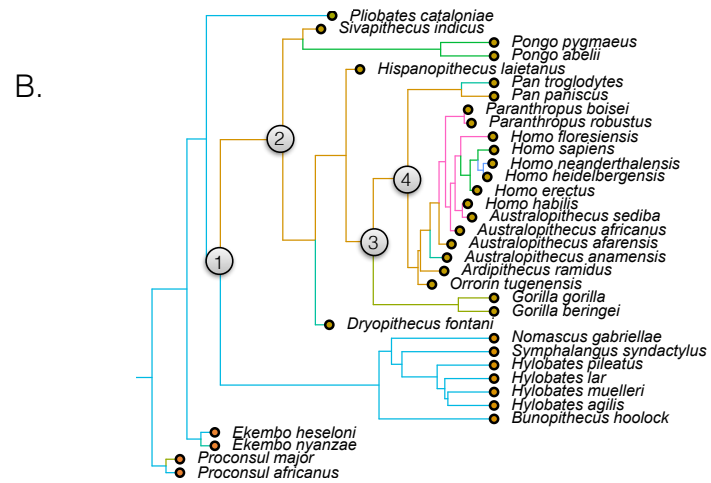 Pliobates cataloniae
Sivapithecus indicus
Pongo pygmaeus
Pongo abelii
Hispanopithecus laietanus
B.
Pan troglodytes
Pan paniscus
Paranthropus boisei
Paranthropus robustus
Homo floresiensis
2
Homo sapiens
Homo neanderthalensis
4
Homo heidelbergensis
Homo erectus
Homo habilis
Australopithecus sediba
Australopithecus africanus
3
Australopithecus afarensis
Australopithecus anamensis
1
Ardipithecus ramidus
Orrorin tugenensis
Gorilla gorilla
Gorilla beringei
Dryopithecus fontani
Nomascus gabriellae
Symphalangus syndactylus
Hylobates pileatus
Hylobates lar
Hylobates muelleri
Hylobates agilis
Bunopithecus hoolock
Ekembo heseloni
Ekembo nyanzae
Proconsul major
Proconsul africanus